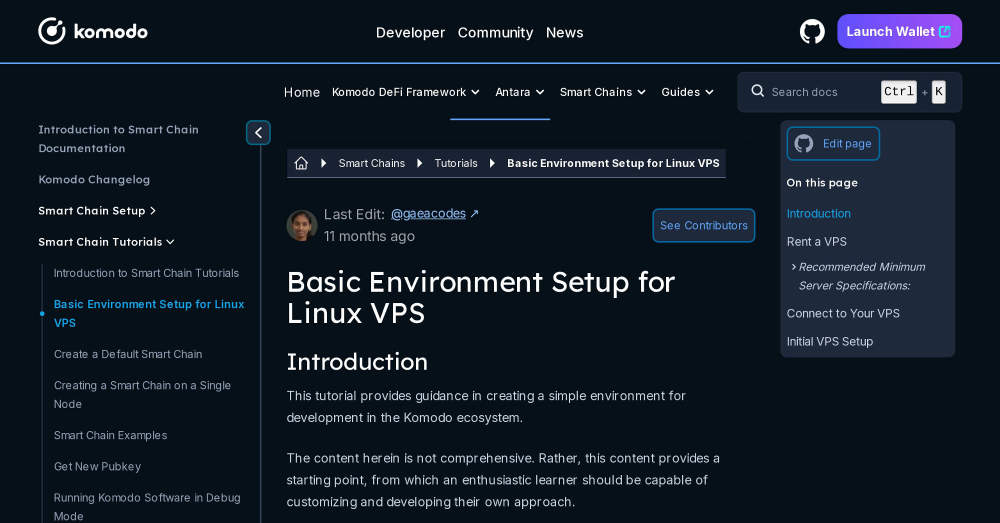 komodo
Developer Community News
Launch Wallet
Home Komodo DeFi Framework Antara Smart Chains Guides
Search docs Ctrl + K
Introduction to Smart Chain
Documentation
Komodo Changelog
Smart Chain Setup
Smart Chain Tutorials
Introduction to Smart Chain Tutorials
Basic Environment Setup for Linux
VPS
Create a Default Smart Chain
Creating a Smart Chain on a Single
Node
Smart Chain Examples
Get New Pubkey
Running Komodo Software in Debug
Mode
Smart Chains Tutorials Basic Environment Setup for Linux VPS
Last Edit: @gaeacodes ↗
11 months ago
See Contributors
Basic Environment Setup for
Linux VPS
Introduction
This tutorial provides guidance in creating a simple environment for
development in the Komodo ecosystem.
The content herein is not comprehensive. Rather, this content provides a
starting point, from which an enthusiastic learner should be capable of
customizing and developing their own approach.
Edit page
On this page
Introduction
Rent a VPS
Recommended Minimum
Server Specifications:
Connect to Your VPS
Initial VPS Setup